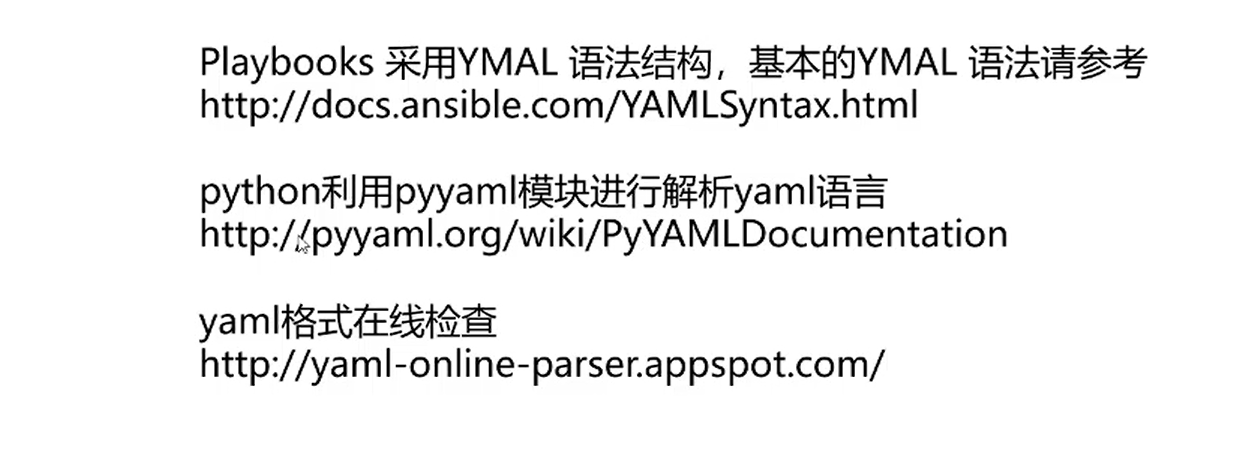 Playbooks 采用YMAL 语法结构，基本的YMAL 语法请参考
http://docs.ansible.com/YAMLSyntax.html
python利用pyyaml模块进行解析yaml语言
http://pyyaml.org/wiki/PyYAMLDocumentation
yaml格式在线检查
http://yaml-online-parser.appspot.com/